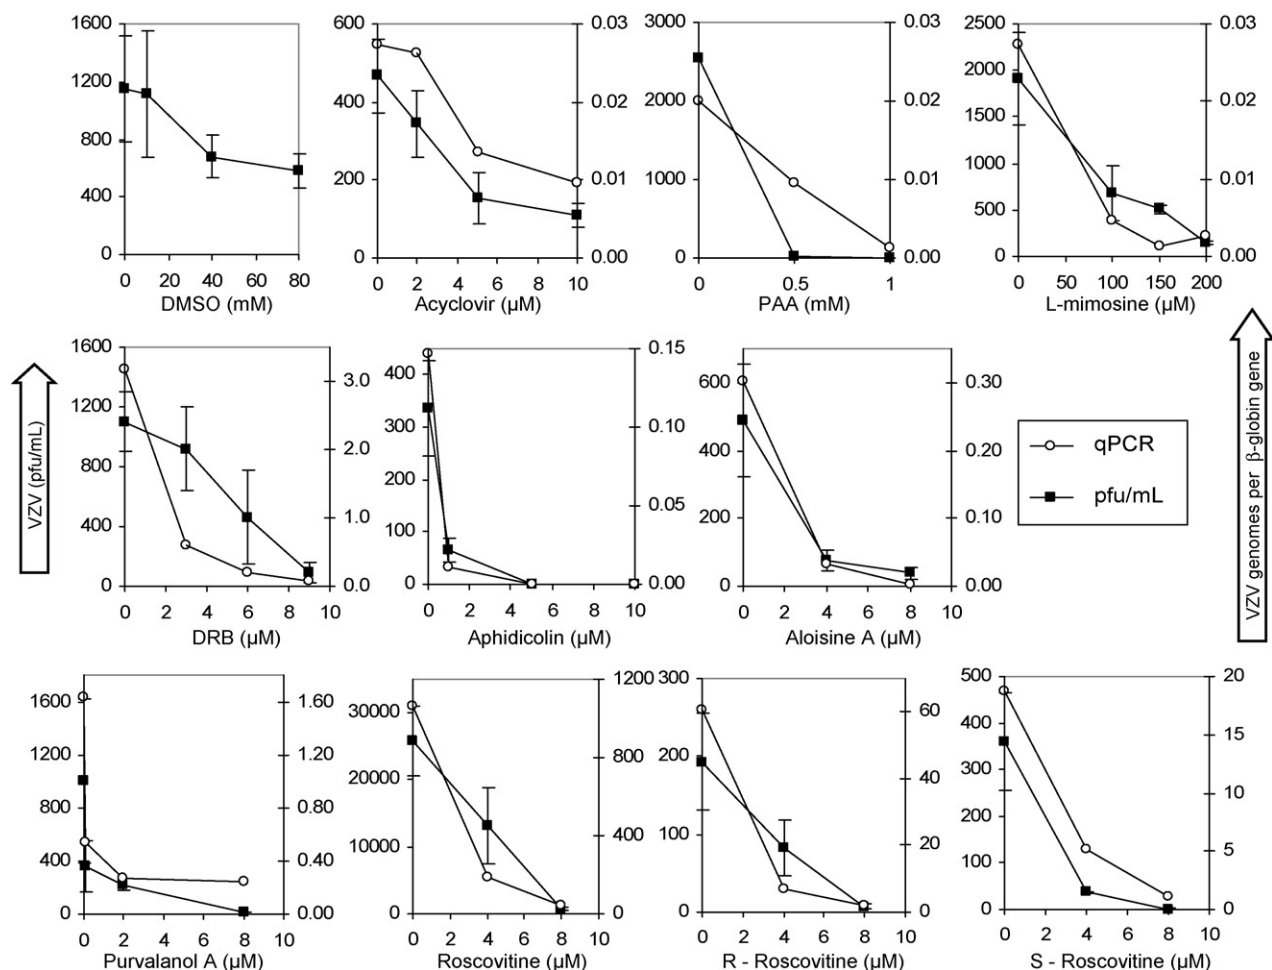 1600 1200 800 400 0
0 20 40 60 80
DMSO (mM)
600 400 200 0
0.03 0.02 0.01 0.00
0 2 4 6 8 10
Acyclovir (µM)
3000 2000 1000 0
0.03 0.02 0.01 0.00
0 0.5 1
PAA (mM)
2500 2000 1500 1000 500 0
0.03 0.02 0.01 0.00
0 50 100 150 200
L-mimosine (µM)
VZV (pfu/mL)
1600 1200 1000 800 400 0
3.0 2.0 1.0 0.0
0 2 4 6 8 10
DRB (µM)
400 300 200 100 0
0.15 0.10 0.05 0.00
0 2 4 6 8 10
Aphidicolin (µM)
600 400 200 0
0.30 0.20 0.10 0.00
0 2 4 6 8 10
Aloisine A (µM)
qPCR
pfu/mL
VZV genomes per β-globin gene
1600 1200 1000 800 400 0
1.60 1.20 0.80 0.40 0.00
0 2 4 6 8 10
Purvalanol A (µM)
30000 20000 10000 0
1200 800 400 0
0 2 4 6 8 10
Roscovitine (µM)
300 200 100 0
60 40 20 0
0 2 4 6 8 10
R - Roscovitine (µM)
500 400 300 200 100 0
20 15 10 5 0
0 2 4 6 8 10
S - Roscovitine (µM)